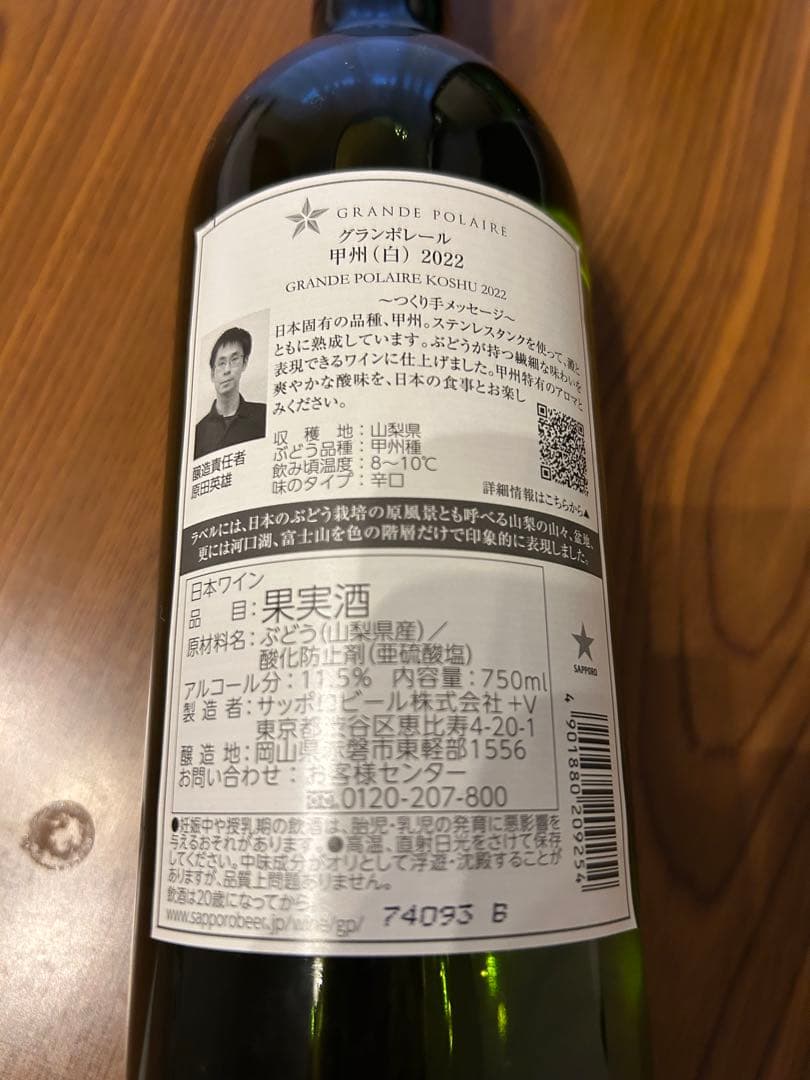 GRANDE POLAIRE
グランポレール
甲州(白) 2022
GRANDE POLAIRE KOSHU 2022
~つくり手メッセージ~
日本固有の品種、甲州。ステンレスタンクを使って、澱と
ともに熟成しています。ぶどうが持つ繊細な味わいを
表現できるワインに仕上げました。甲州特有のアロマと
爽やかな酸味を、日本の食事とお楽し
みください。
醸造責任者
原田英雄
収穫地:山梨県
ぶどう品種:甲州種
飲み頃温度:8~10℃
味のタイプ:辛口
詳細情報はこちらから▲
ラベルには、日本のぶどう栽培の原風景とも呼べる山梨の山々、盆地、
更には河口湖、富士山を色の階層だけで印象的に表現しました。
日本ワイン
品目:果実酒
原材料名:ぶどう(山梨県産)/
酸化防止剤(亜硫酸塩)
アルコール分:11.5% 内容量:750ml
製造者:サッポロビール株式会社+V
東京都渋谷区恵比寿4-20-1
醸造地:岡山県赤磐市東軽部1556
お問い合わせ:お客様センター
0120-207-800
SAPPORO
4 901880 209254
●妊娠中や授乳期の飲酒は、胎児・乳児の発育に悪影響を
与えるおそれがあります。●高温、直射日光をさけて保存
してください。中味成分がオリとして浮遊・沈殿することが
ありますが、品質上問題ありません。
飲酒は20歳になってから
www.sapporobeer.jp/wine/gp/
74093 B